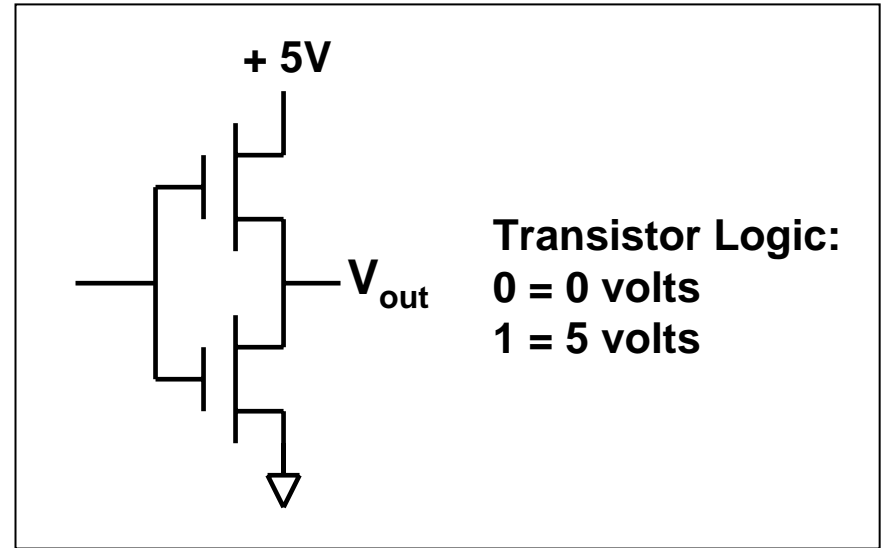 + 5V
V_out
Transistor Logic:
0 = 0 volts
1 = 5 volts